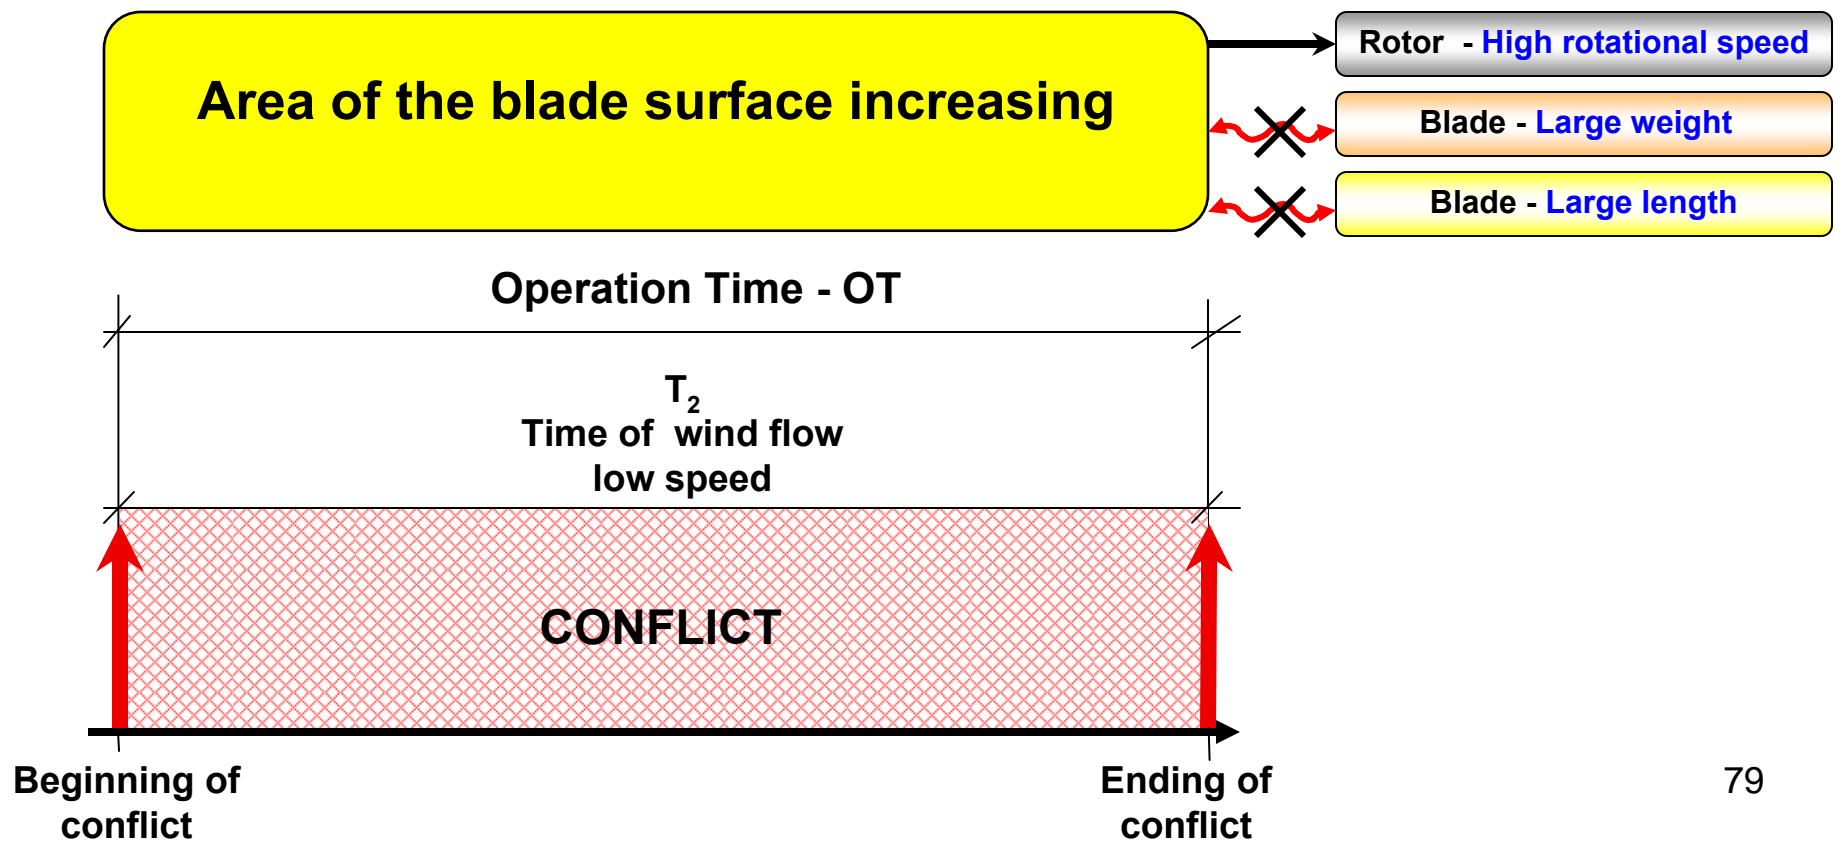 Area of the blade surface increasing
Rotor - High rotational speed
Blade - Large weight
Blade - Large length
Operation Time - OT
T2
Time of wind flow
low speed
CONFLICT
Beginning of
conflict
Ending of
conflict
79